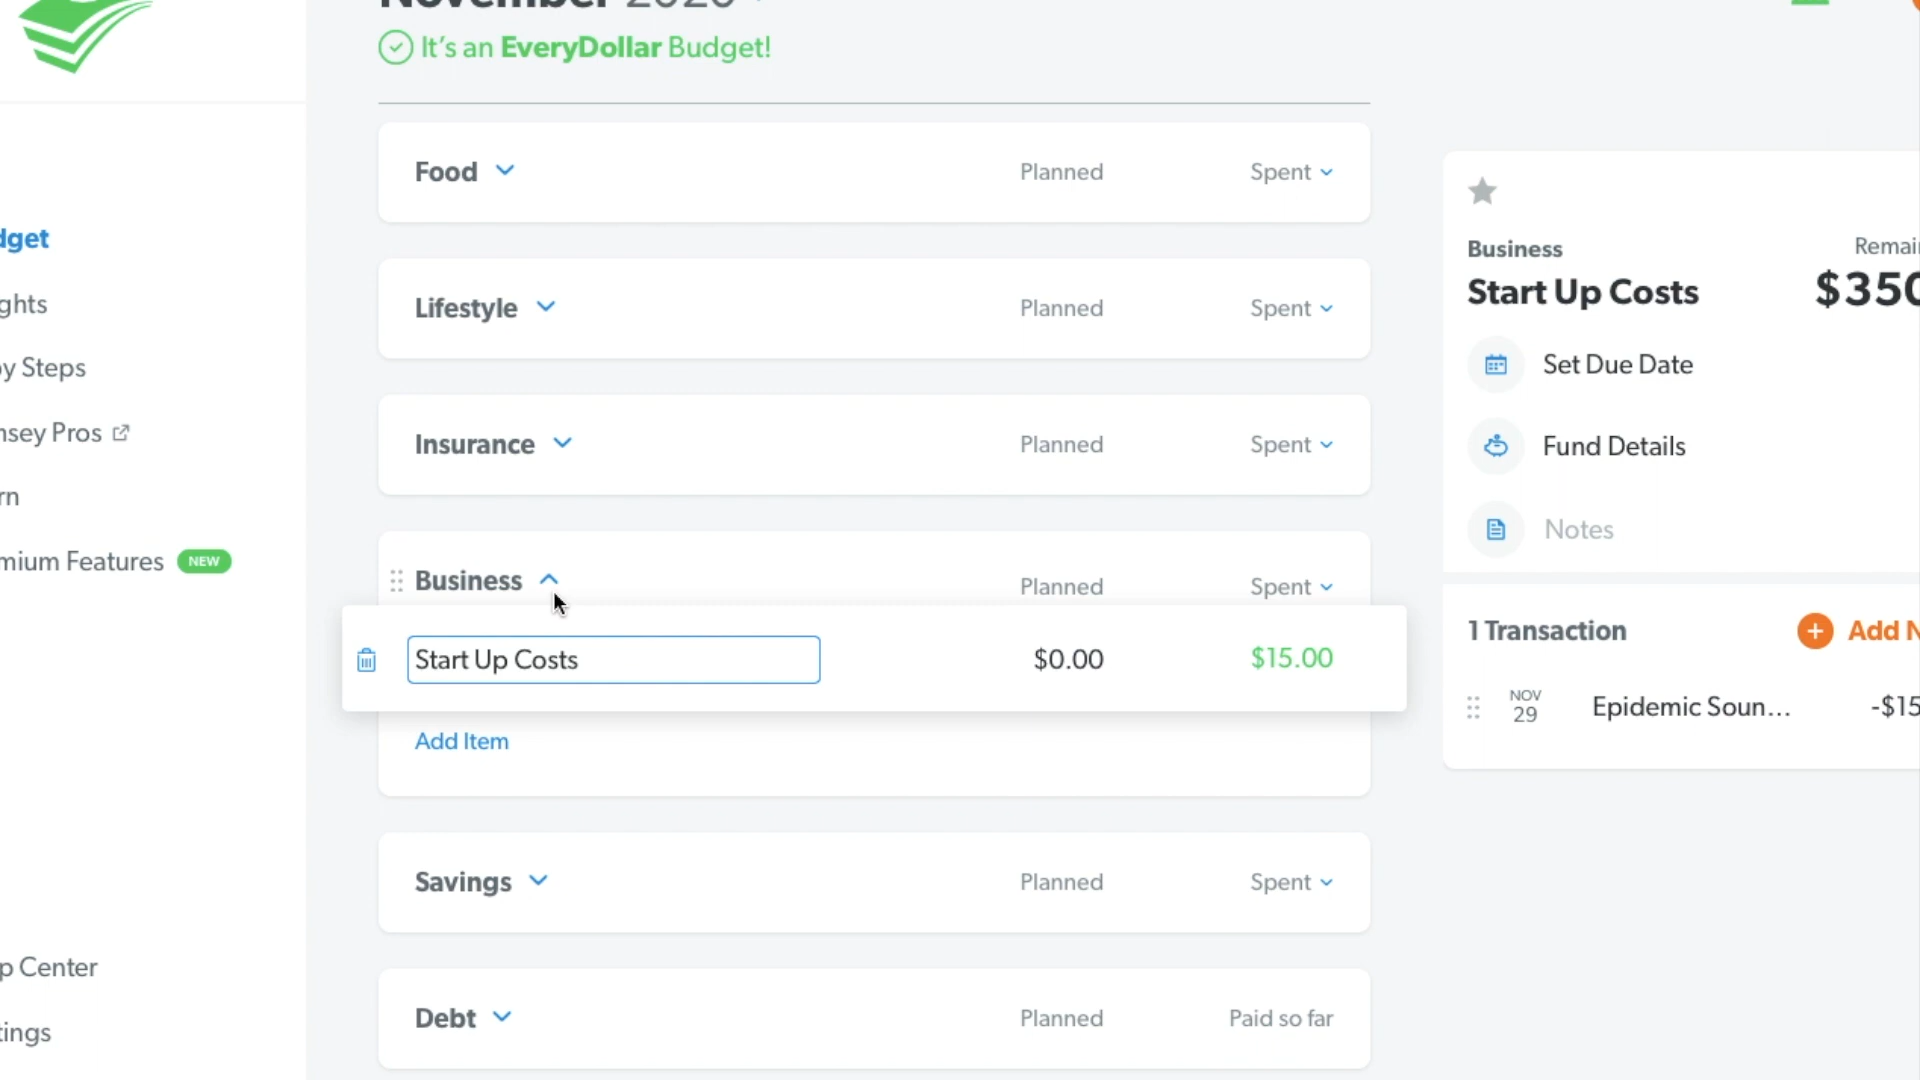 November 2020
It's an EveryDollar Budget!
Food Planned Spent
Lifestyle Planned Spent
Insurance Planned Spent
Business Planned Spent
Start Up Costs $0.00 $15.00
Add Item
Savings Planned Spent
Debt Planned Paid so far
dget
ghts
by Steps
nsey Pros
rn
mium Features NEW
p Center
tings
Business Remai
Start Up Costs $350
Set Due Date
Fund Details
Notes
1 Transaction Add N
NOV
29 Epidemic Soun... -$15